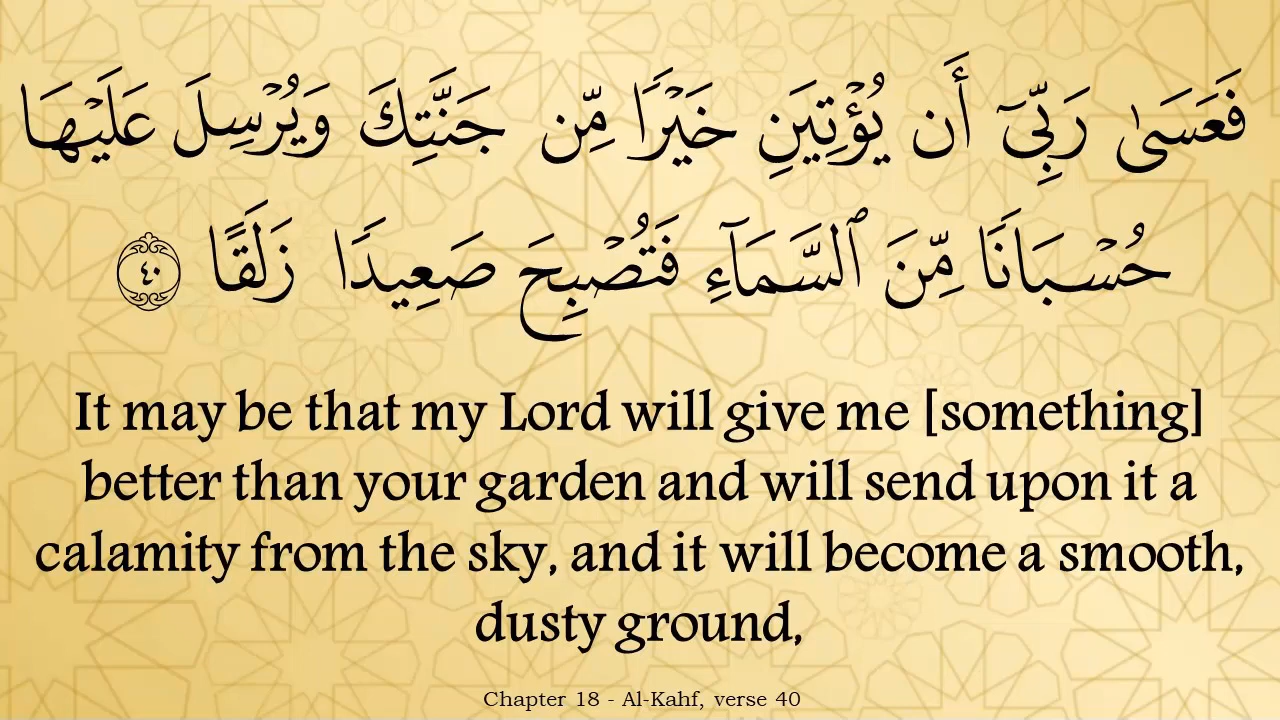 فَعَسَىٰ رَبِّىٓ أَن يُؤْتِيَنِ خَيْرًا مِّن جَنَّتِكَ وَيُرْسِلَ عَلَيْهَا
حُسْبَانًا مِّنَ ٱلسَّمَآءِ فَتُصْبِحَ صَعِيدًا زَلَقًا ٤٠
It may be that my Lord will give me [something]
better than your garden and will send upon it a
calamity from the sky, and it will become a smooth,
dusty ground,
Chapter 18 - Al-Kahf, verse 40